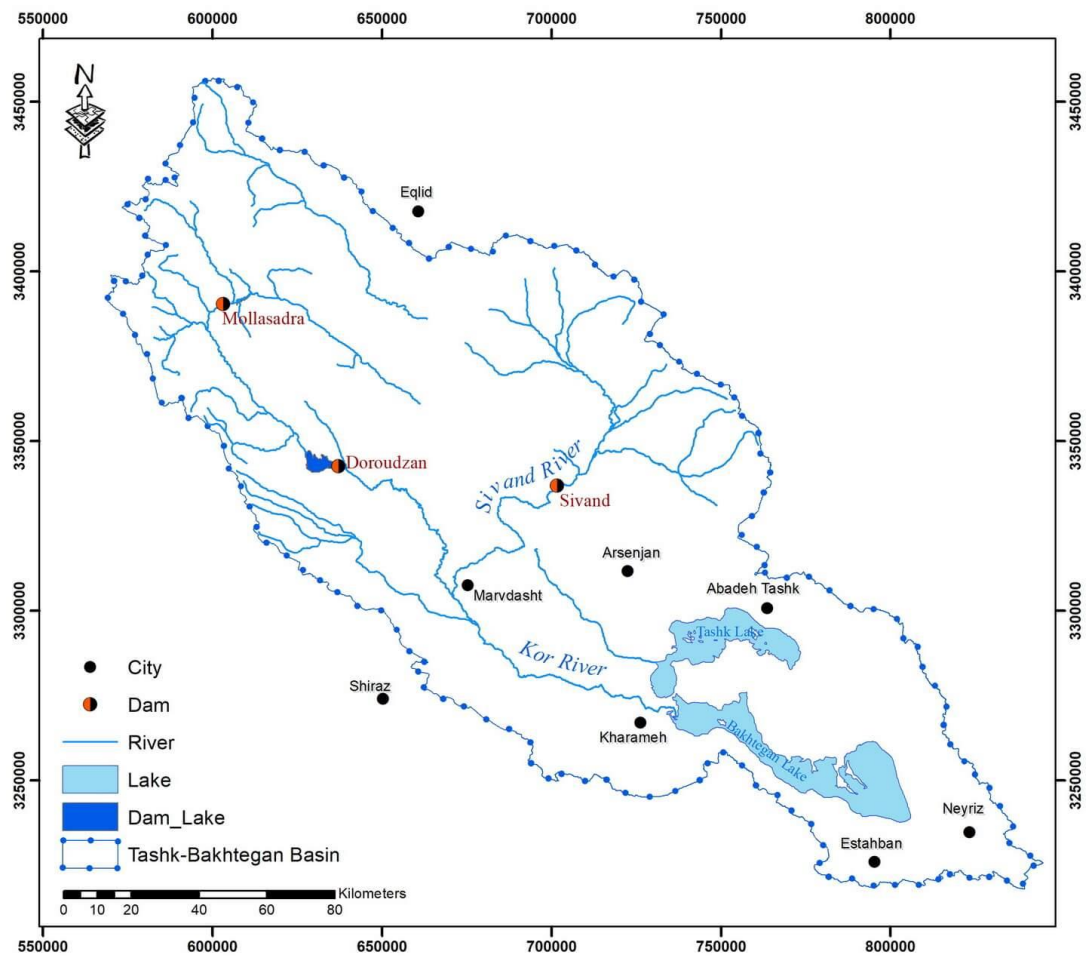 550000 600000 650000 700000 750000 800000
3450000 3450000
N
Eqlid
3400000 3400000
Mollasadra
3350000 3350000
Doroudzan
Sivand River
Sivand
Arsenjan
Marvdasht
Abadeh Tashk
3300000 3300000
Tashk Lake
Kor River
City
Shiraz
Dam
Kharameh
River
Bakhtegan Lake
Lake
3250000 3250000
Dam_Lake
Neyriz
Tashk-Bakhtegan Basin
Estahban
Kilometers
0 10 20 40 60 80
550000 600000 650000 700000 750000 800000